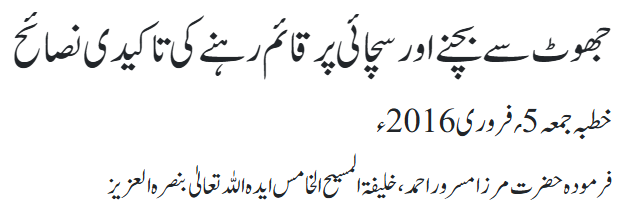 جھوٹ سے بچنے اور سچائی پر قائم رہنے کی تاکیدی نصائح
خطبہ جمعہ 5؍فروری 2016ء
فرمودہ حضرت مرزا مسرور احمد، خلیفۃ المسیح الخامس ایدہ اللہ تعالیٰ بنصرہ العزیز